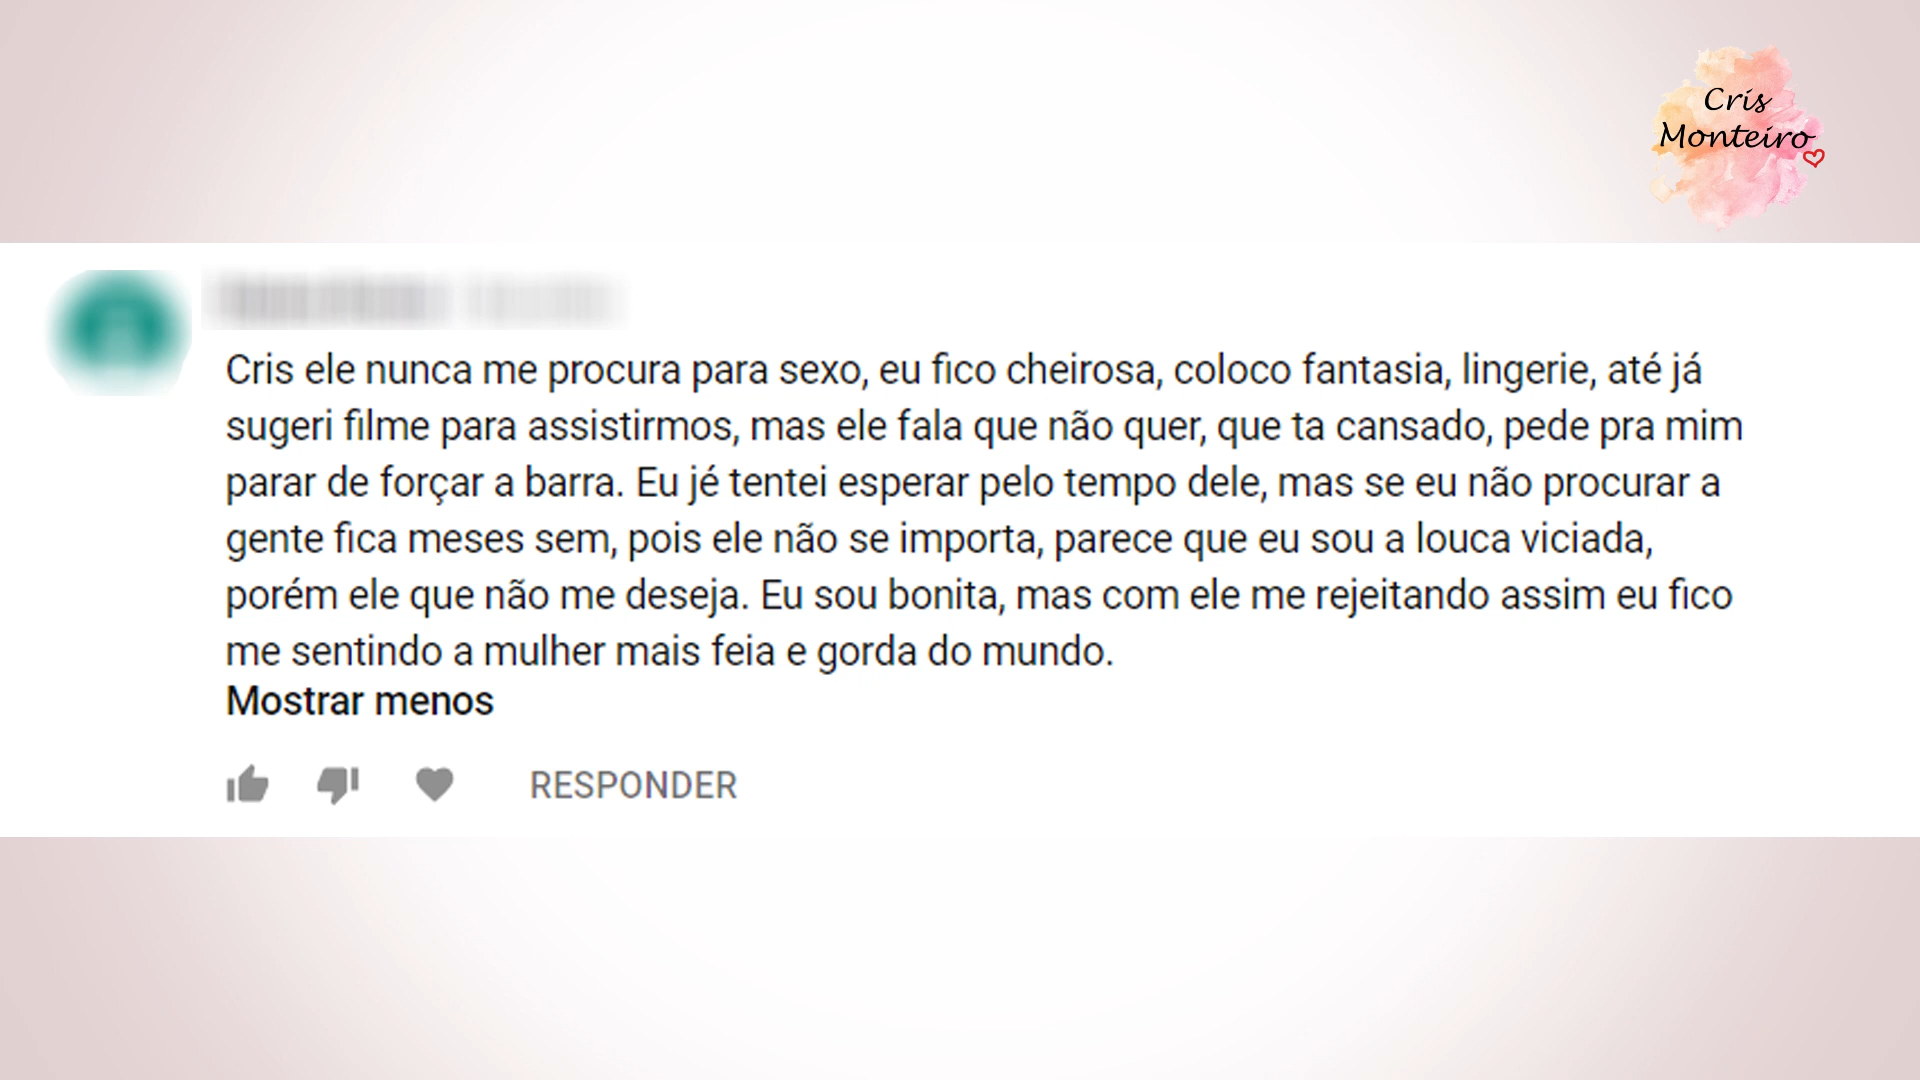 Cris
Monteiro
Cris ele nunca me procura para sexo, eu fico cheirosa, coloco fantasia, lingerie, até já
sugeri filme para assistirmos, mas ele fala que não quer, que ta cansado, pede pra mim
parar de forçar a barra. Eu jé tentei esperar pelo tempo dele, mas se eu não procurar a
gente fica meses sem, pois ele não se importa, parece que eu sou a louca viciada,
porém ele que não me deseja. Eu sou bonita, mas com ele me rejeitando assim eu fico
me sentindo a mulher mais feia e gorda do mundo.
Mostrar menos
RESPONDER